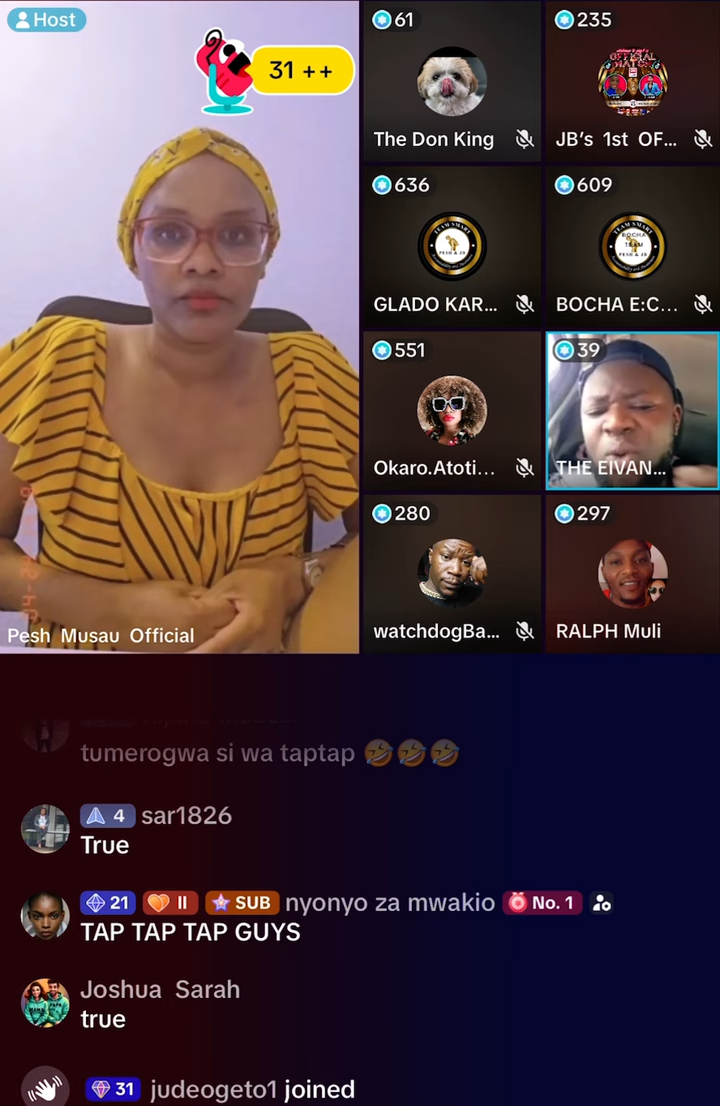 Host
31 ++
Pesh Musau Official
61
The Don King
235
JB's 1st OF...
636
GLADO KAR...
609
BOCHA E:C...
551
Okaro.Atoti...
39
THE EIVAN...
280
watchdogBa...
297
RALPH Muli
tumerogwa si wa taptap 🤣🤣🤣
4 sar1826
True
21 II SUB nyonyo za mwakio No. 1
TAP TAP TAP GUYS
Joshua Sarah
true
31 judeogeto1 joined